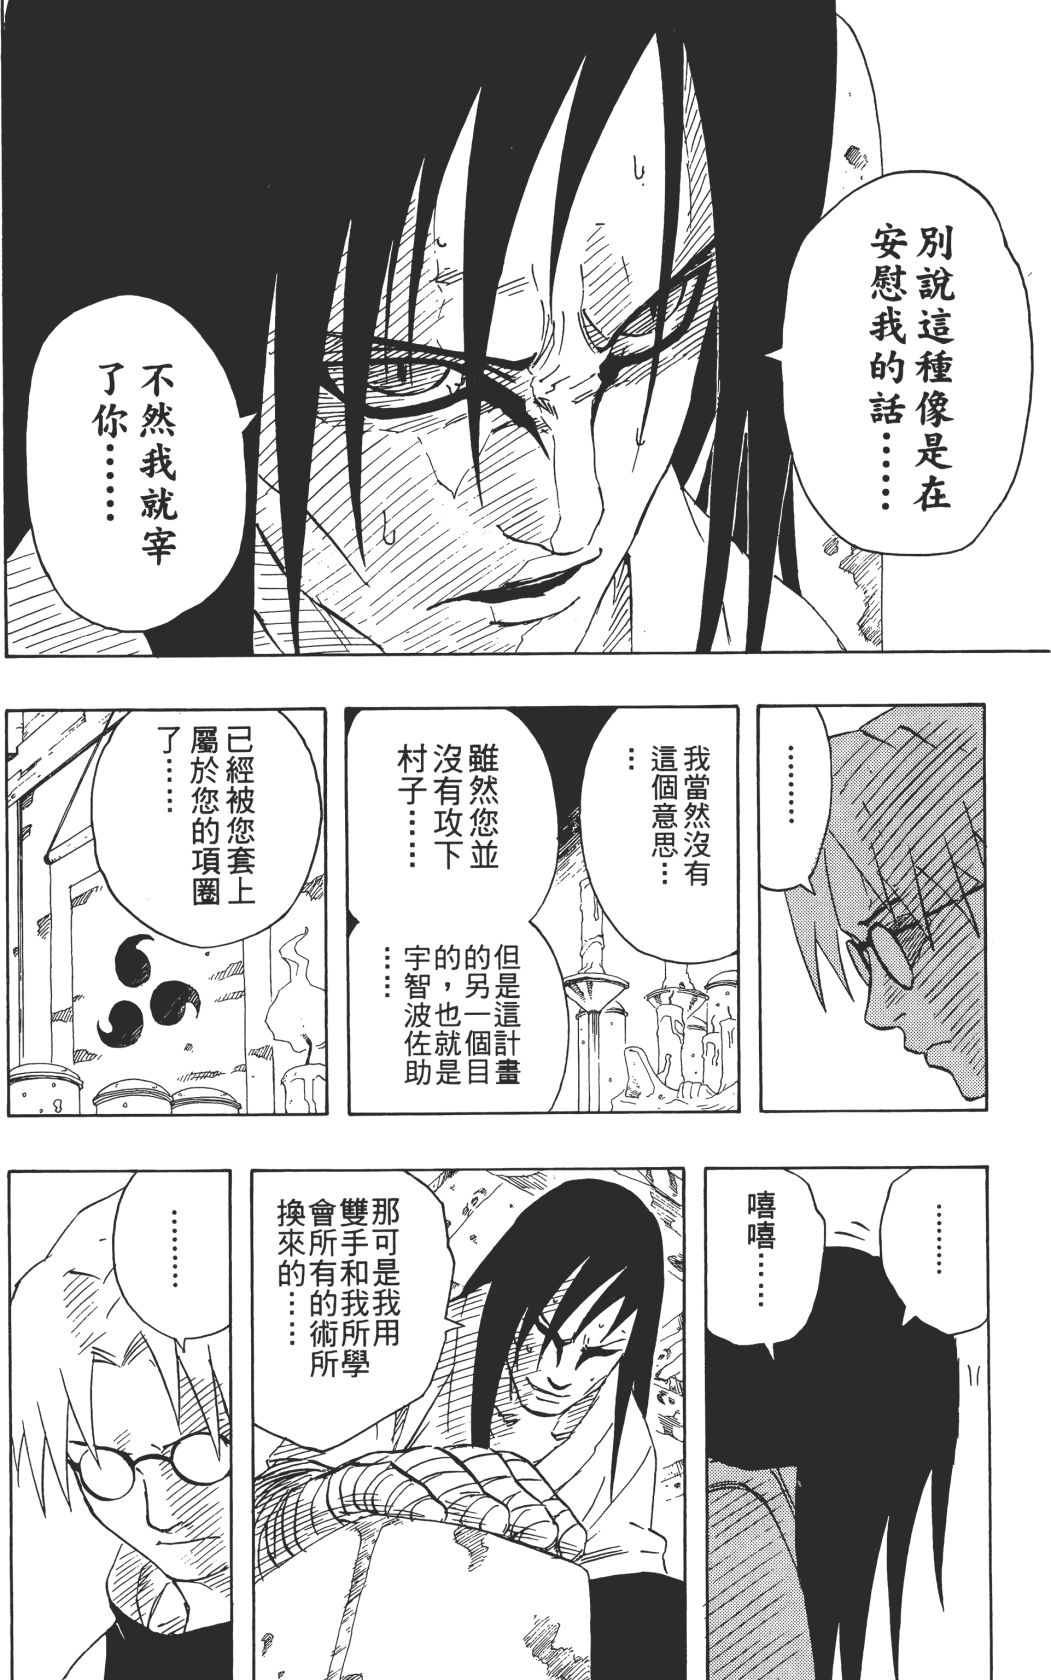 別說這種像是在
安慰我的話……
不然我就宰
了你……
………
我當然沒有
這個意思…
…
雖然您並
沒有攻下
村子……
但是這計畫
的另一個目
的，也就是
宇智波佐助
……
已經被您套上
屬於您的項圈
了……
………
嘻嘻……
那可是我用
雙手和我所學
會所有的術所
換來的……
………